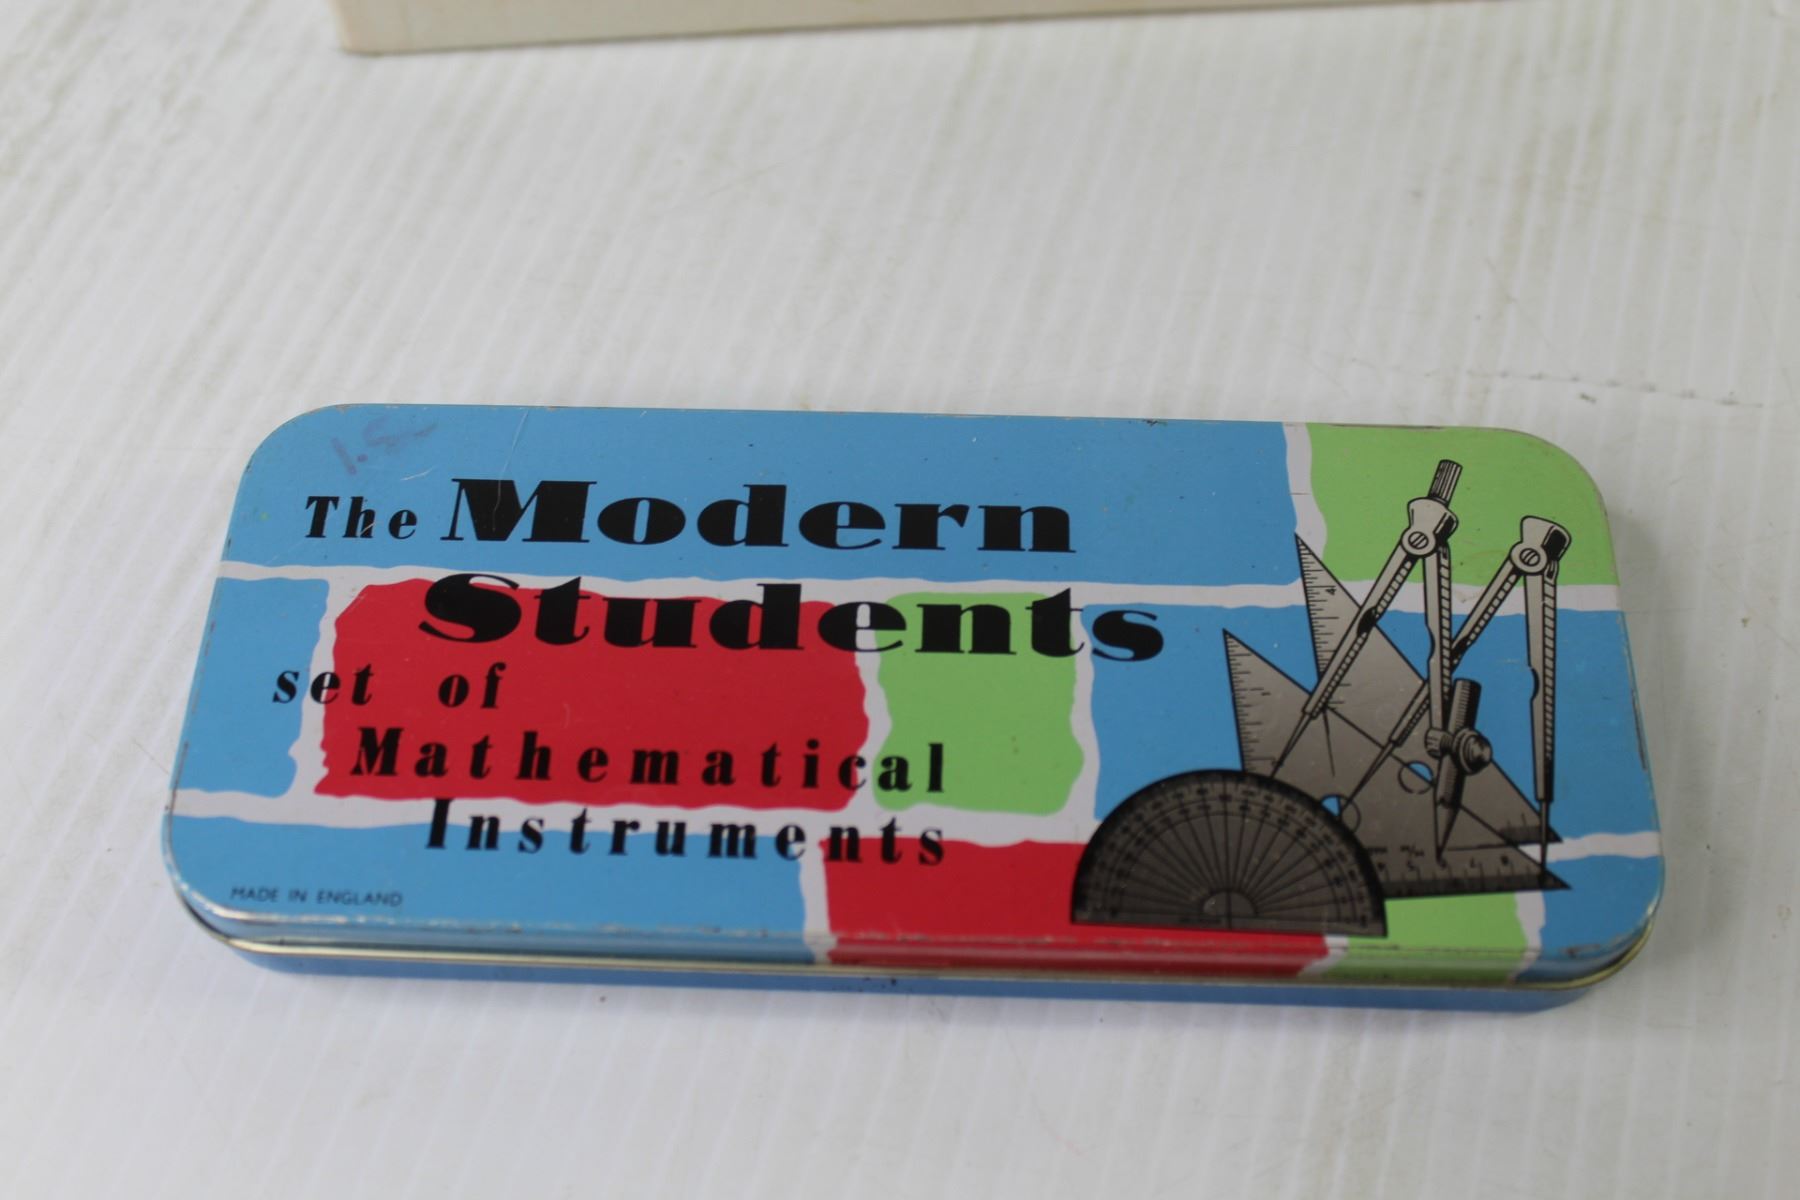 The Modern
Students
set of
Mathematical
Instruments
MADE IN ENGLAND